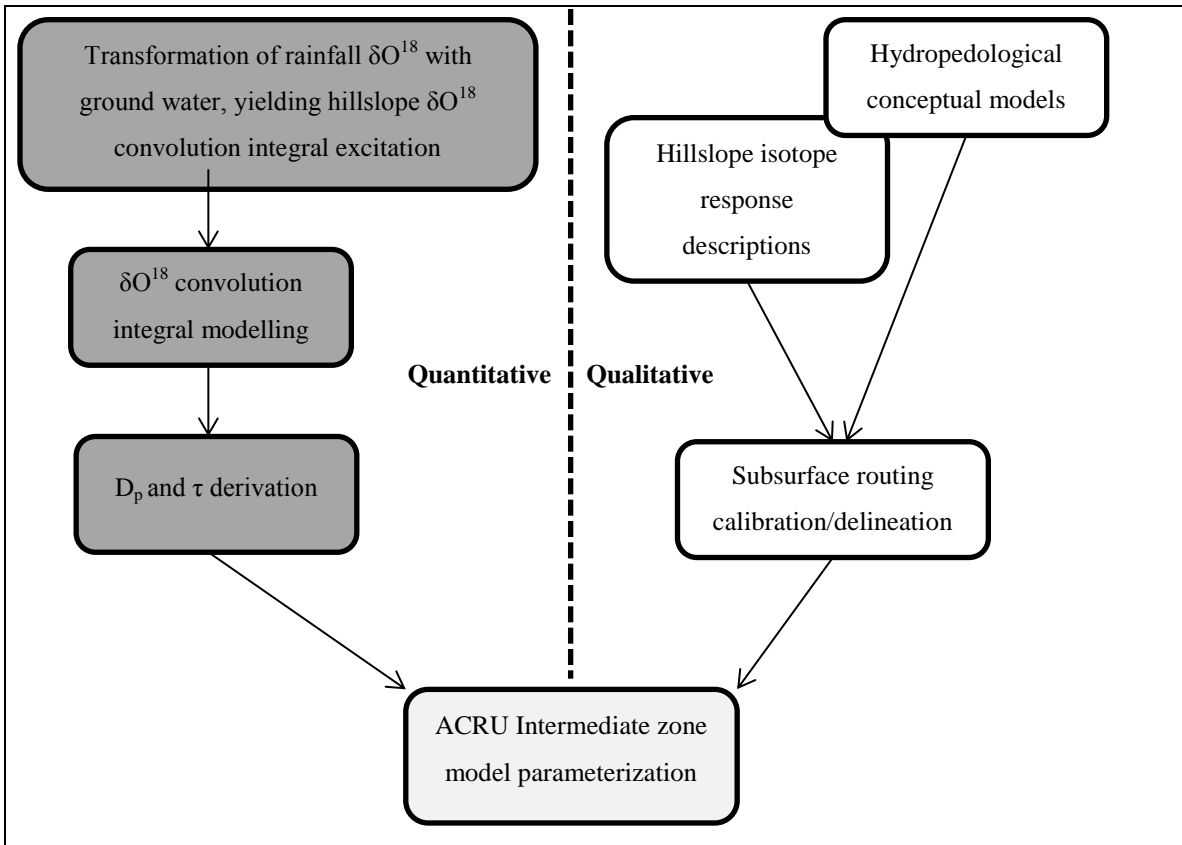 Transformation of rainfall δO¹⁸ with
ground water, yielding hillslope δO¹⁸
convolution integral excitation
δO¹⁸ convolution
integral modelling
Dₚ and τ derivation
Quantitative
Qualitative
Hydropedological
conceptual models
Hillslope isotope
response
descriptions
Subsurface routing
calibration/delineation
ACRU Intermediate zone
model parameterization